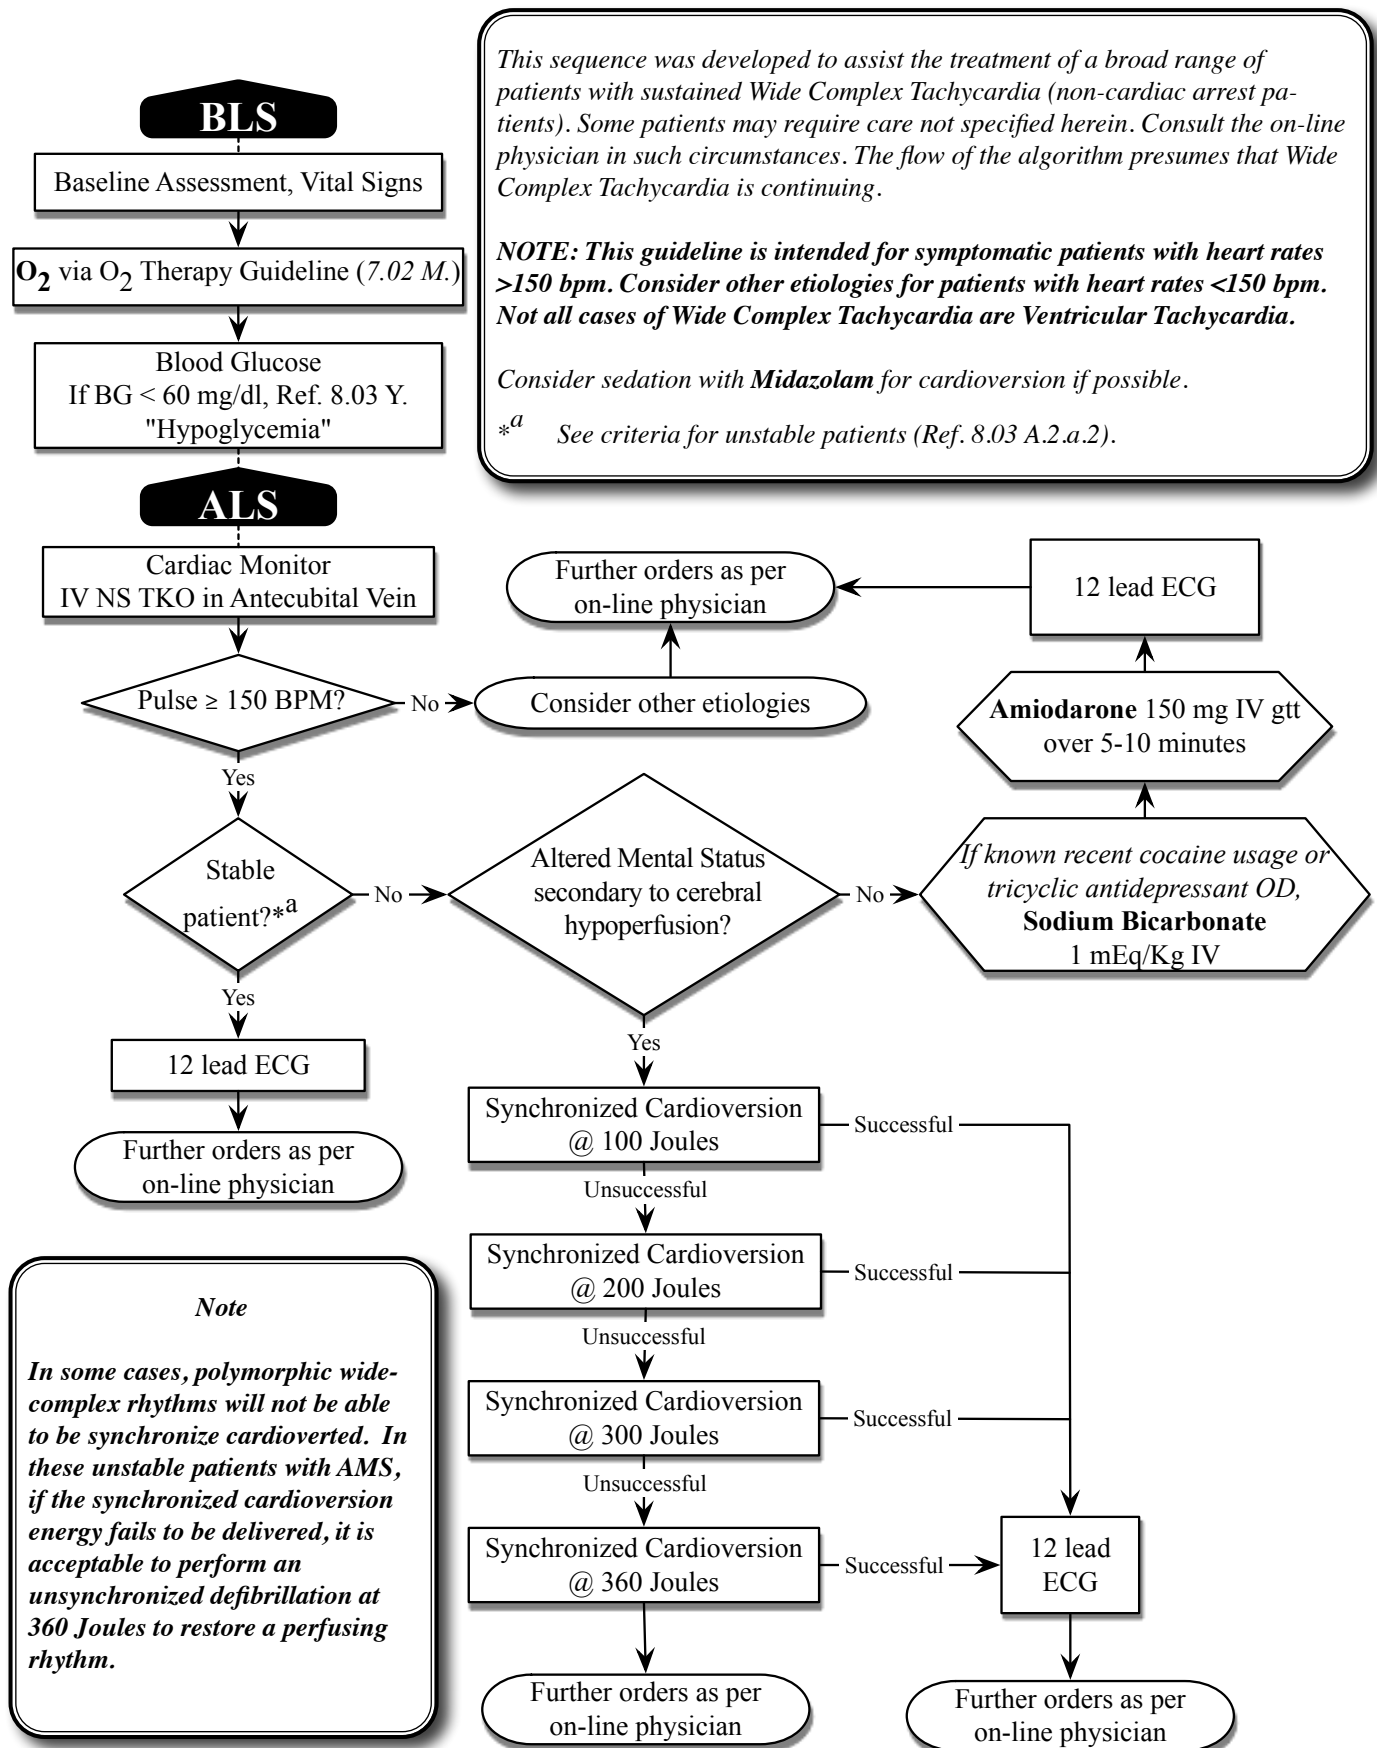 BLS
Baseline Assessment, Vital Signs
O2 via O2 Therapy Guideline (7.02 M.)
Blood Glucose
If BG < 60 mg/dl, Ref. 8.03 Y.
"Hypoglycemia"
This sequence was developed to assist the treatment of a broad range of
patients with sustained Wide Complex Tachycardia (non-cardiac arrest pa-
tients). Some patients may require care not specified herein. Consult the on-line
physician in such circumstances. The flow of the algorithm presumes that Wide
Complex Tachycardia is continuing.
NOTE: This guideline is intended for symptomatic patients with heart rates
>150 bpm. Consider other etiologies for patients with heart rates <150 bpm.
Not all cases of Wide Complex Tachycardia are Ventricular Tachycardia.
Consider sedation with Midazolam for cardioversion if possible.
*a See criteria for unstable patients (Ref. 8.03 A.2.a.2).
ALS
Cardiac Monitor
IV NS TKO in Antecubital Vein
Further orders as per
on-line physician
12 lead ECG
Pulse ≥ 150 BPM?
No
Consider other etiologies
Amiodarone 150 mg IV gtt
over 5-10 minutes
Yes
Stable
patient?*a
No
Altered Mental Status
secondary to cerebral
hypoperfusion?
No
If known recent cocaine usage or
tricyclic antidepressant OD,
Sodium Bicarbonate
1 mEq/Kg IV
Yes
12 lead ECG
Further orders as per
on-line physician
Yes
Synchronized Cardioversion
@ 100 Joules
Successful
Unsuccessful
Synchronized Cardioversion
@ 200 Joules
Successful
Unsuccessful
Synchronized Cardioversion
@ 300 Joules
Successful
Unsuccessful
Synchronized Cardioversion
@ 360 Joules
Successful
12 lead
ECG
Further orders as per
on-line physician
Further orders as per
on-line physician
Note
In some cases, polymorphic wide-
complex rhythms will not be able
to be synchronize cardioverted. In
these unstable patients with AMS,
if the synchronized cardioversion
energy fails to be delivered, it is
acceptable to perform an
unsynchronized defibrillation at
360 Joules to restore a perfusing
rhythm.